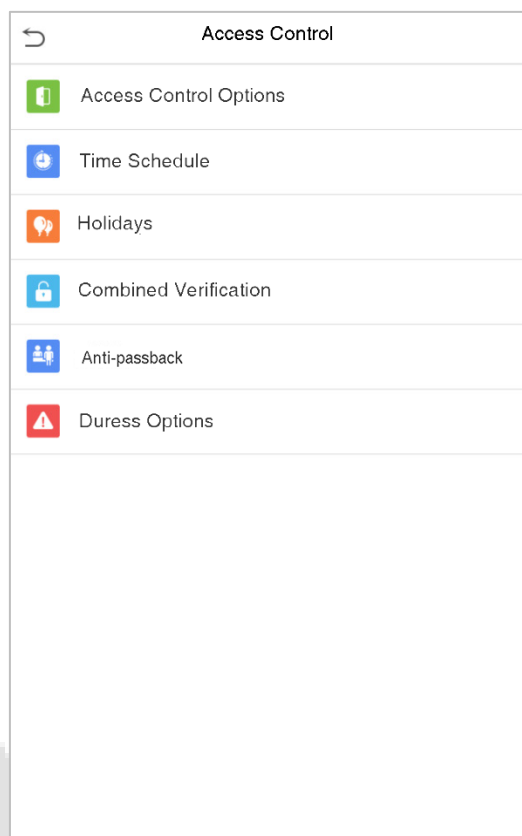 Access Control
Access Control Options
Time Schedule
Holidays
Combined Verification
Anti-passback
Duress Options